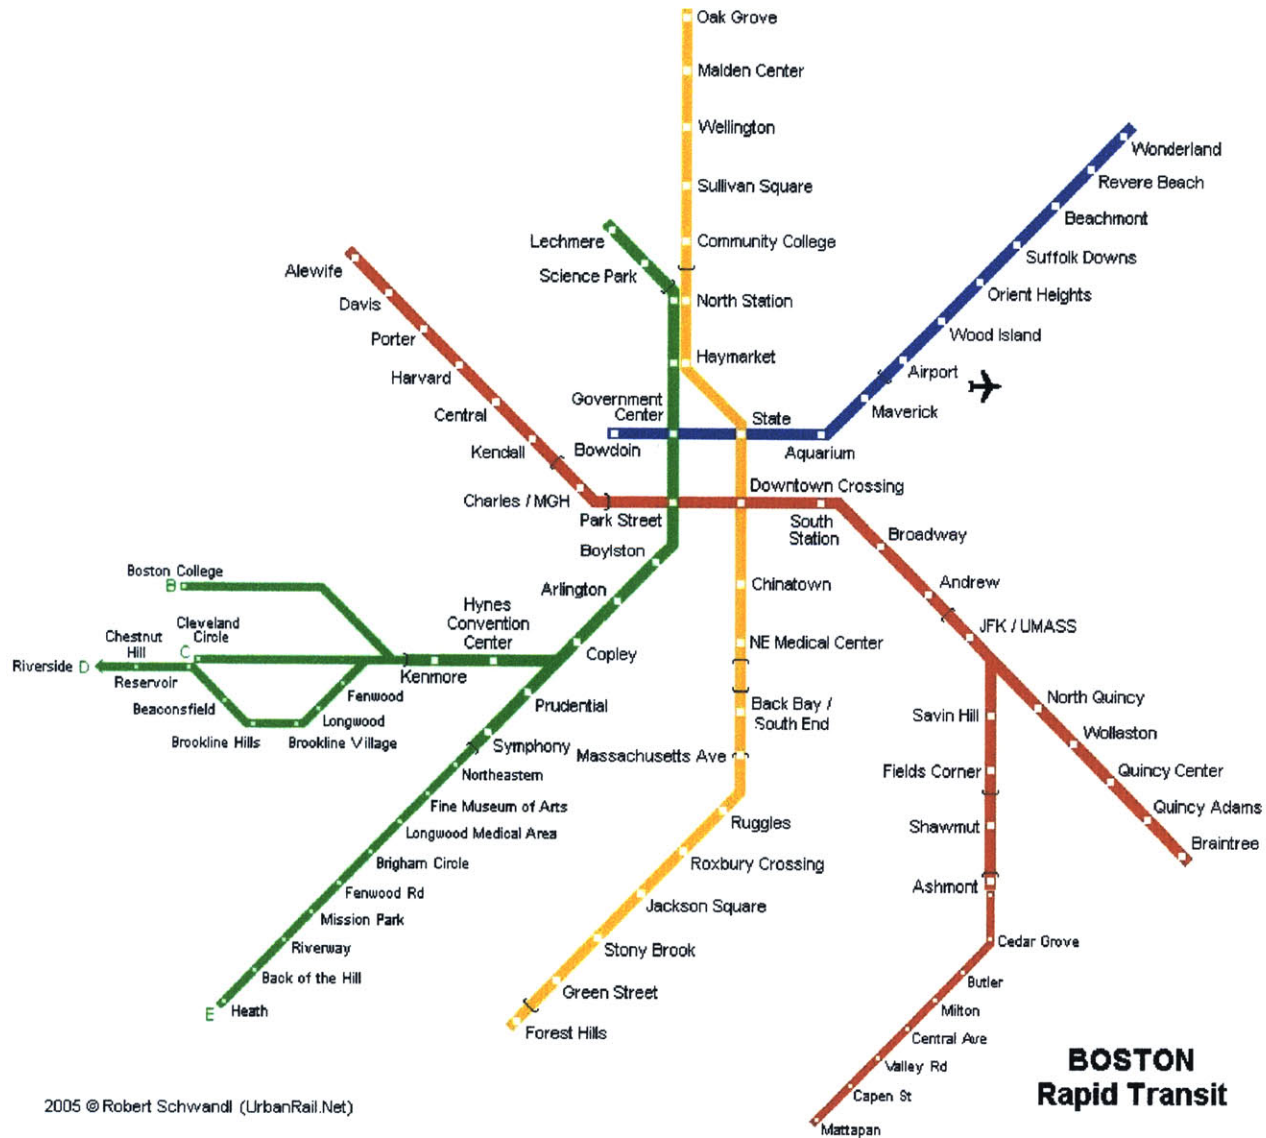 Oak Grove
Malden Center
Wellington
Sullivan Square
Community College
North Station
Haymarket
Wonderland
Revere Beach
Beachmont
Suffolk Downs
Orient Heights
Wood Island
Airport
Maverick
Lechmere
Science Park
Alewife
Davis
Porter
Harvard
Central
Kendall
Charles / MGH
Government
Center
Bowdoin
State
Aquarium
Downtown Crossing
Park Street
South
Station
Broadway
Andrew
JFK / UMASS
Boylston
Arlington
Hynes
Convention
Center
Copley
Kenmore
Boston College
B
Cleveland
Circle
C
Chestnut
Hill
Riverside D
Reservoir
Beaconsfield
Brookline Hills
Brookline Village
Longwood
Fenwood
Prudential
Symphony
Northeastern
Fine Museum of Arts
Longwood Medical Area
Brigham Circle
Fenwood Rd
Mission Park
Riverway
Back of the Hill
Heath
E
Chinatown
NE Medical Center
Back Bay /
South End
Massachusetts Ave
Ruggles
Roxbury Crossing
Jackson Square
Stony Brook
Green Street
Forest Hills
Savin Hill
Fields Corner
Shawmut
Ashmont
North Quincy
Wollaston
Quincy Center
Quincy Adams
Braintree
Cedar Grove
Butler
Milton
Central Ave
Valley Rd
Capen St
Mattapan
BOSTON
Rapid Transit
2005 © Robert Schwandl (UrbanRail.Net)